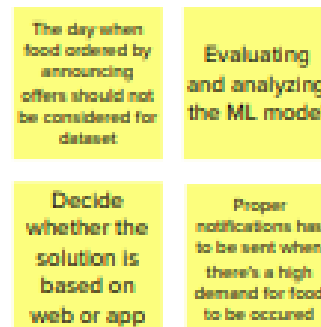 The day when
food ordered by
announcing
offers should not
be considered for
dataset
Evaluating
and analyzing
the ML mode
Decide
whether the
solution is
based on
web or app
Proper
notifications has
to be sent when
there's a high
demand for food
to be occured